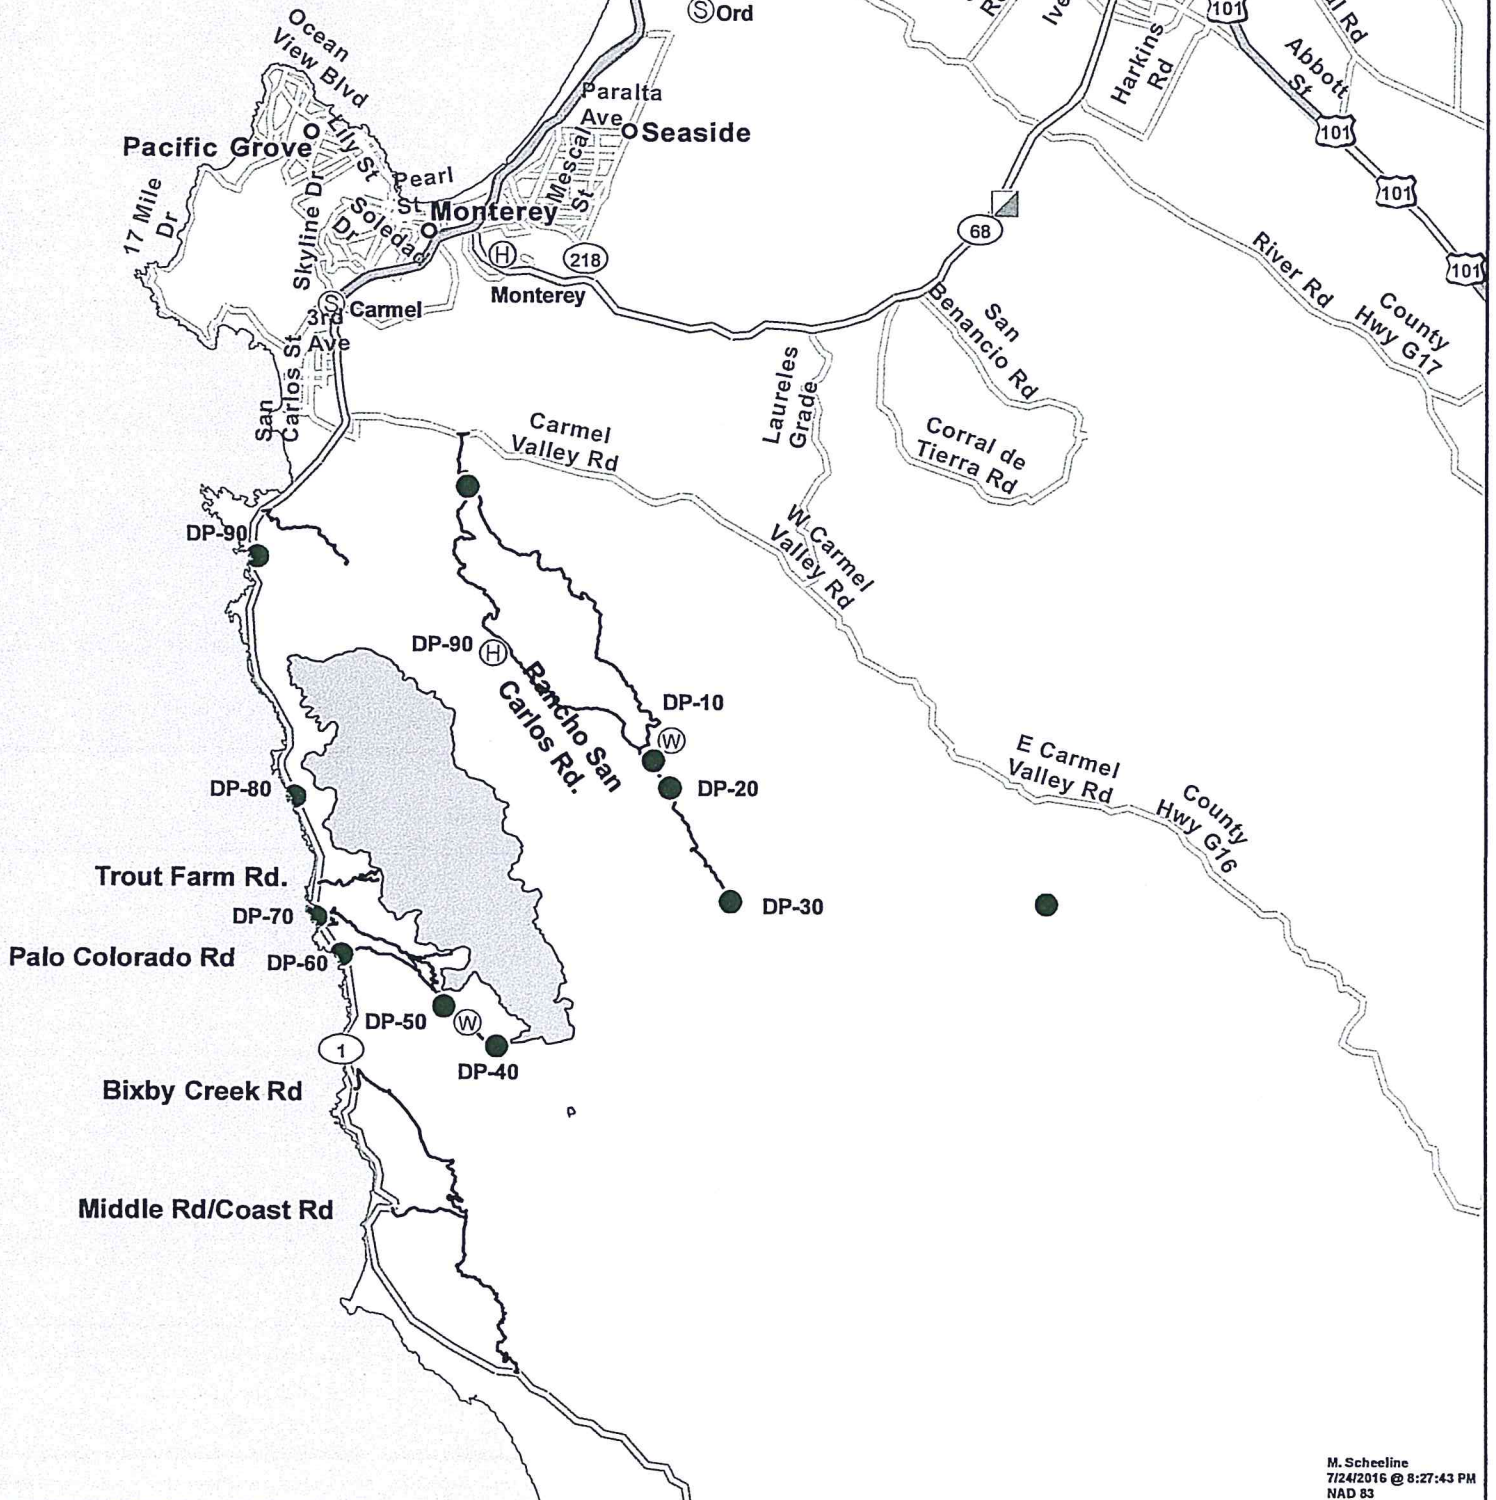 Ⓢ Ord
101
Ocean
View Blvd
Harkins
Rd
Abbott
St
101
Paralta
Ave
Seaside
Pacific Grove
Lily St
Mescal
St
Pearl
St
17 Mile
Dr
Skyline Dr
Soledad
Dr
Monterey
101
68
H
218
Monterey
River Rd
101
County
Hwy G17
S
Carmel
3rd
Ave
San
Carlos St
San
Benancio Rd
Laureles
Grade
Carmel
Valley Rd
Corral de
Tierra Rd
DP-90
W Carmel
Valley Rd
DP-90
H
Rancho San
Carlos Rd.
DP-10
W
DP-20
E Carmel
Valley Rd
County
Hwy G16
DP-80
Trout Farm Rd.
DP-70
DP-30
Palo Colorado Rd
DP-60
DP-50
W
DP-40
1
Bixby Creek Rd
Middle Rd/Coast Rd
M. Scheeline
7/24/2016 @ 8:27:43 PM
NAD 83